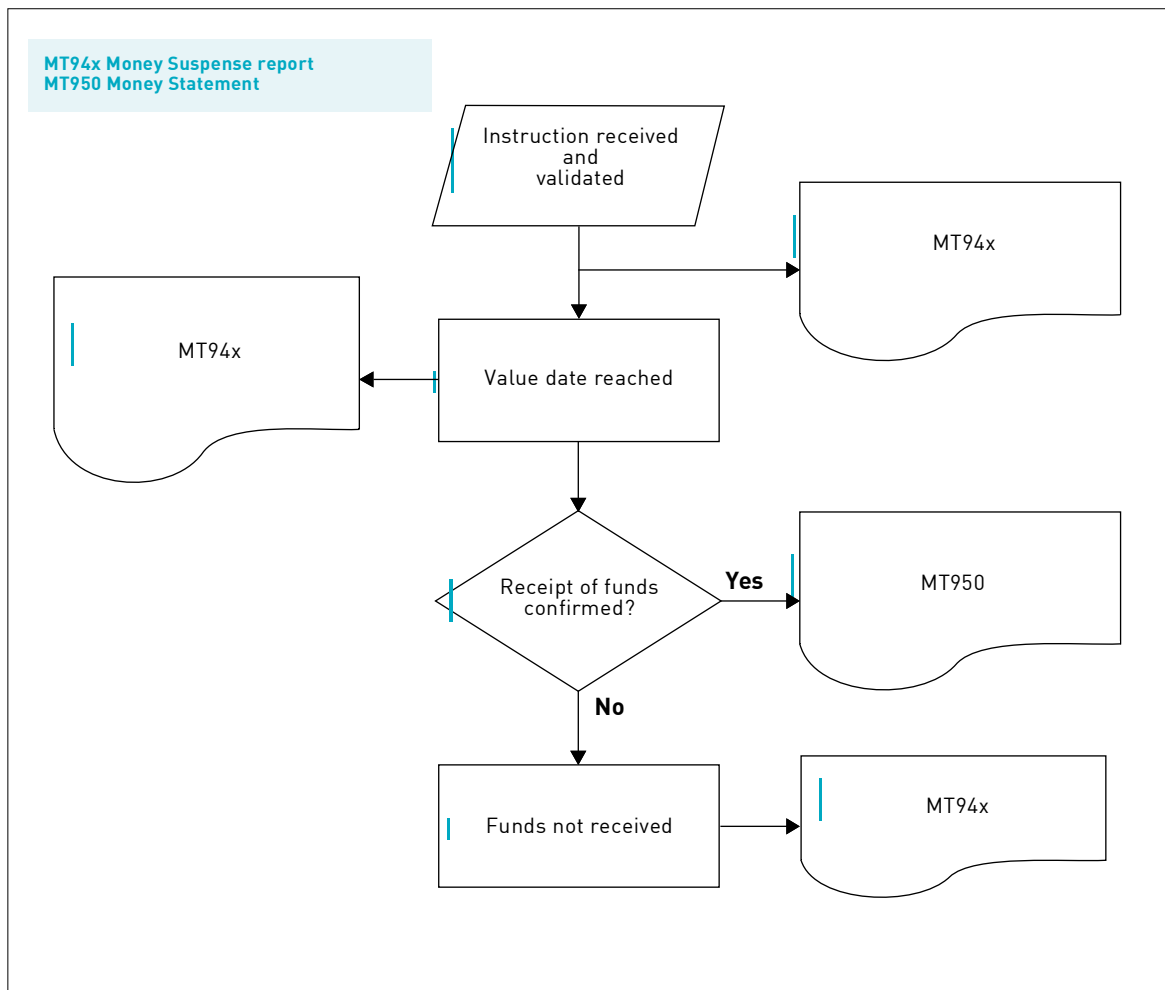 MT94x Money Suspense report
MT950 Money Statement
Instruction received
and
validated
MT94x
MT94x
Value date reached
Receipt of funds
confirmed?
Yes
MT950
No
Funds not received
MT94x